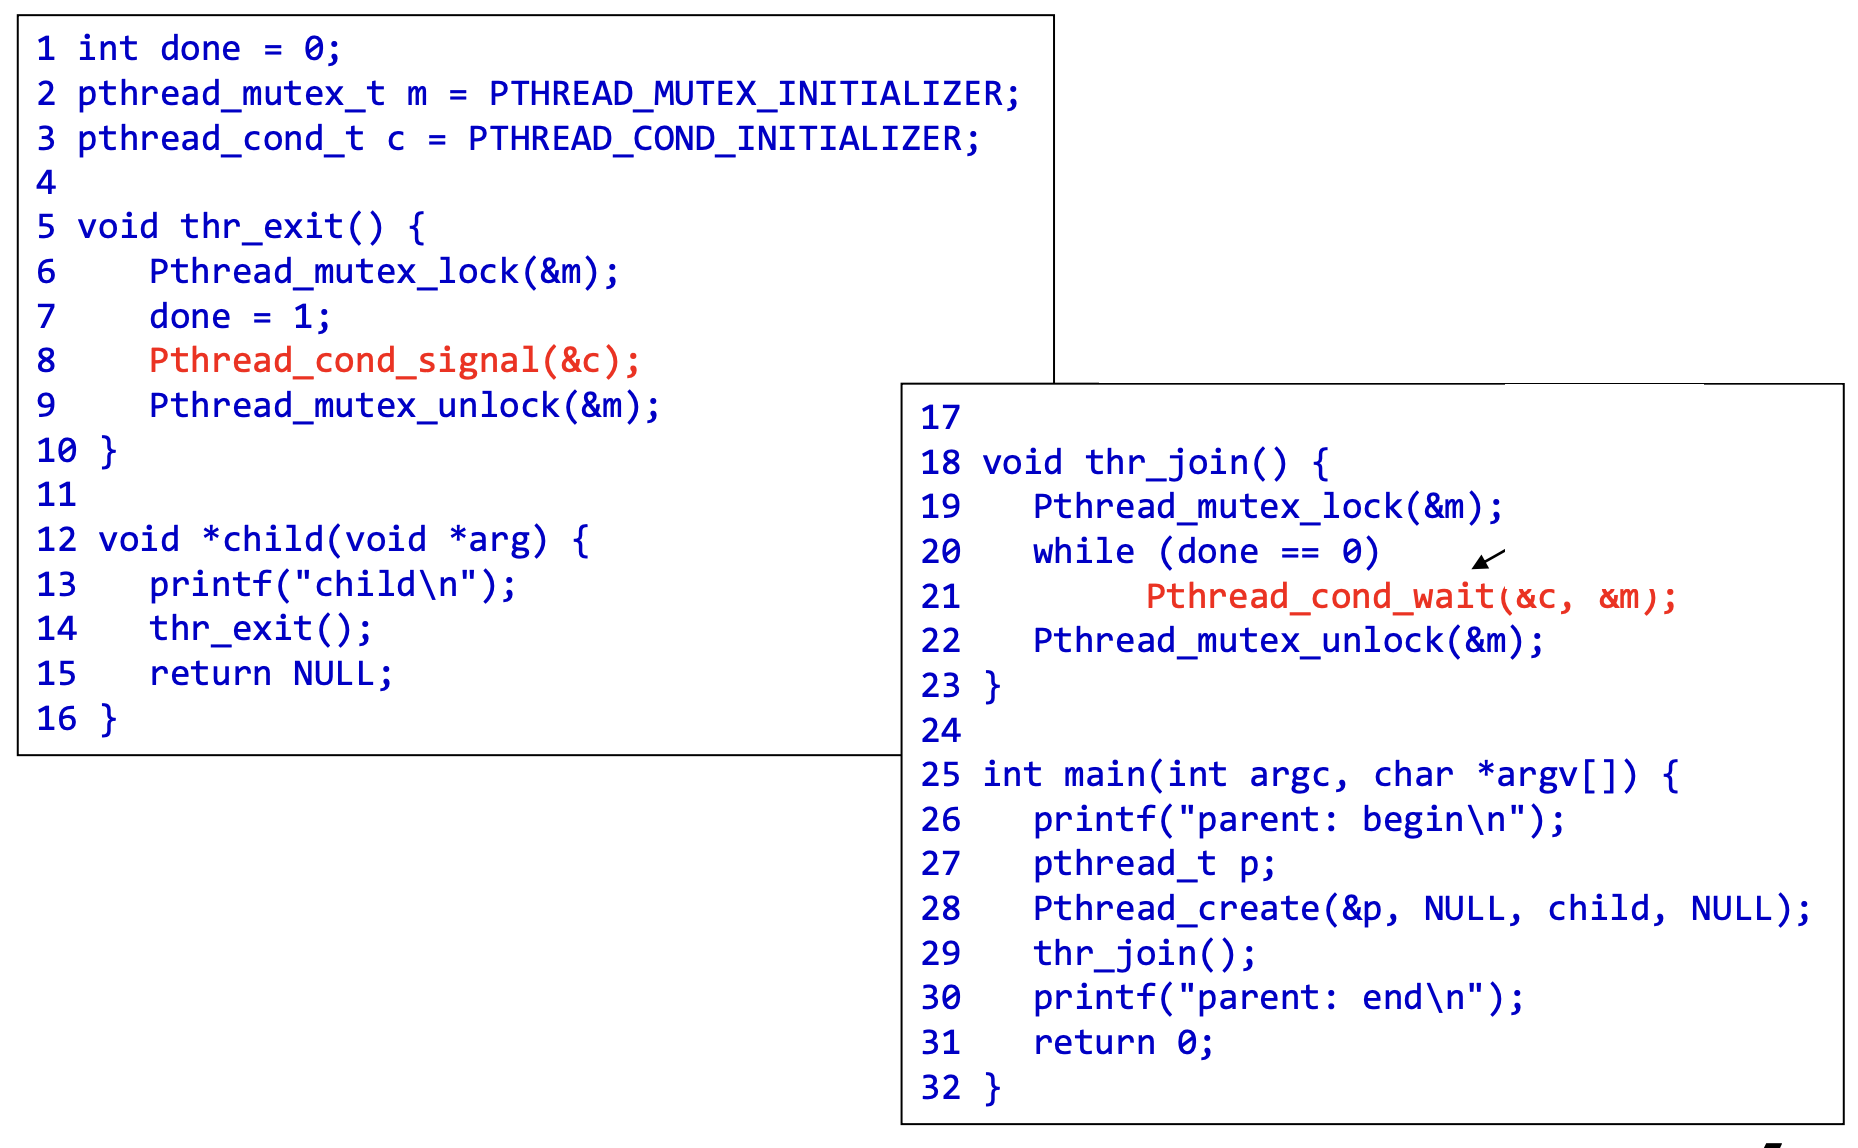 1 int done = 0;
2 pthread_mutex_t m = PTHREAD_MUTEX_INITIALIZER;
3 pthread_cond_t c = PTHREAD_COND_INITIALIZER;
4
5 void thr_exit() {
6    Pthread_mutex_lock(&m);
7    done = 1;
8    Pthread_cond_signal(&c);
9    Pthread_mutex_unlock(&m);
10 }
11
12 void *child(void *arg) {
13    printf("child\n");
14    thr_exit();
15    return NULL;
16 }
17
18 void thr_join() {
19    Pthread_mutex_lock(&m);
20    while (done == 0)
21        Pthread_cond_wait(&c, &m);
22    Pthread_mutex_unlock(&m);
23 }
24
25 int main(int argc, char *argv[]) {
26    printf("parent: begin\n");
27    pthread_t p;
28    Pthread_create(&p, NULL, child, NULL);
29    thr_join();
30    printf("parent: end\n");
31    return 0;
32 }